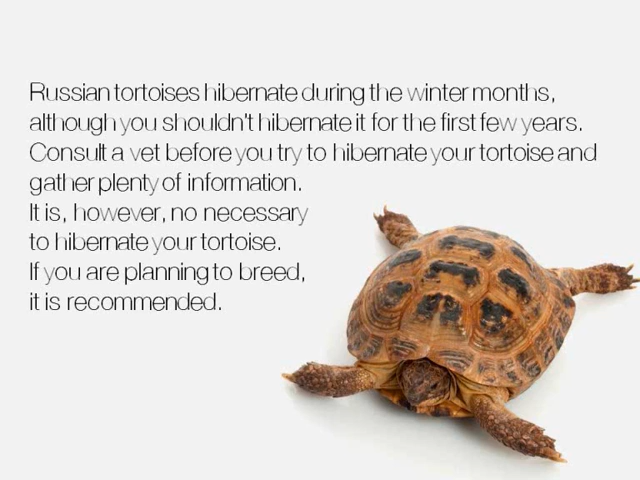 Russian tortoises hibernate during the winter months,
although you shouldn't hibernate it for the first few years.
Consult a vet before you try to hibernate your tortoise and
gather plenty of information.
It is, however, no necessary
to hibernate your tortoise.
If you are planning to breed,
it is recommended.